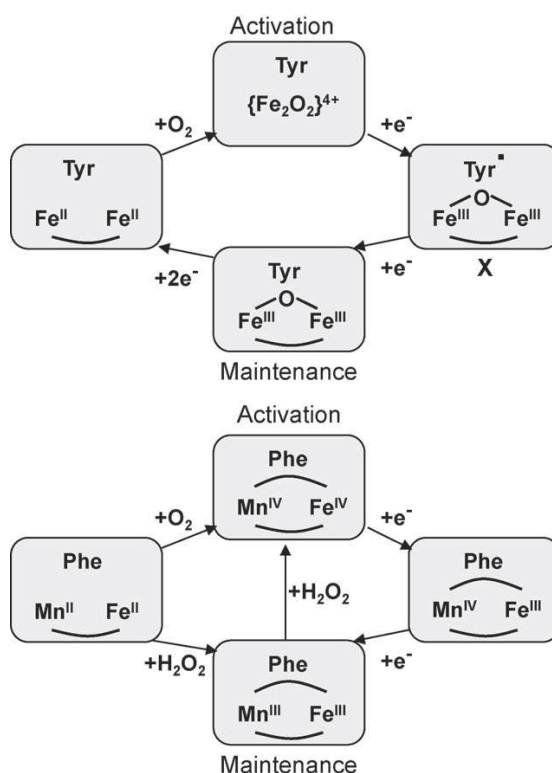 Activation
Tyr
{Fe₂O₂}⁴⁺
+O₂
+e⁻
Tyr
Feᴵᴵ Feᴵᴵ
Tyr▪
O
Feᴵᴵᴵ Feᴵᴵᴵ
X
+2e⁻
+e⁻
Tyr
O
Feᴵᴵᴵ Feᴵᴵᴵ
Maintenance
Activation
Phe
Mnᴵⱽ Feᴵⱽ
+O₂
+e⁻
Phe
Mnᴵᴵ Feᴵᴵ
+H₂O₂
Phe
Mnᴵⱽ Feᴵᴵᴵ
+H₂O₂
+e⁻
Phe
Mnᴵᴵᴵ Feᴵᴵᴵ
Maintenance